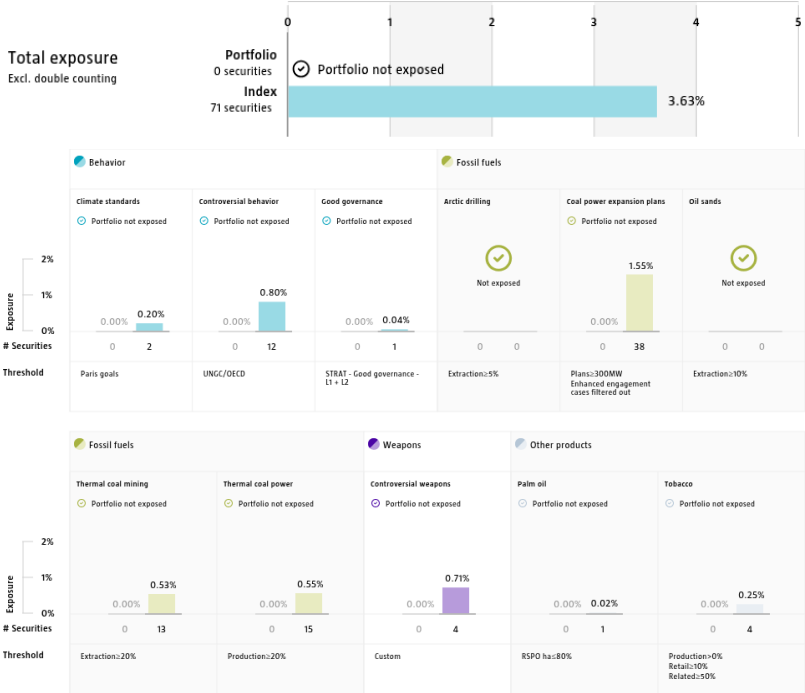 0 1 2 3 4 5
Total exposure
Excl. double counting
Portfolio
0 securities
Portfolio not exposed
Index
71 securities
3.63%
Behavior
Fossil fuels
Climate standards
Controversial behavior
Good governance
Arctic drilling
Coal power expansion plans
Oil sands
Portfolio not exposed
Portfolio not exposed
Portfolio not exposed
Portfolio not exposed
Not exposed
Not exposed
Exposure
2%
1%
0%
0.00% 0.20%
0.00% 0.80%
0.00% 0.04%
0.00% 1.55%
# Securities
0 2
0 12
0 1
0 0
0 38
0 0
Threshold
Paris goals
UNGC/OECD
STRAT - Good governance -
L1 + L2
Extraction≥5%
Plans≥300MW
Enhanced engagement
cases filtered out
Extraction≥10%
Fossil fuels
Weapons
Other products
Thermal coal mining
Thermal coal power
Controversial weapons
Palm oil
Tobacco
Portfolio not exposed
Portfolio not exposed
Portfolio not exposed
Portfolio not exposed
Portfolio not exposed
Exposure
2%
1%
0%
0.00% 0.53%
0.00% 0.55%
0.00% 0.71%
0.00% 0.02%
0.00% 0.25%
# Securities
0 13
0 15
0 4
0 1
0 4
Threshold
Extraction≥20%
Production≥20%
Custom
RSPO ha≤80%
Production>0%
Retail≥10%
Related≥50%